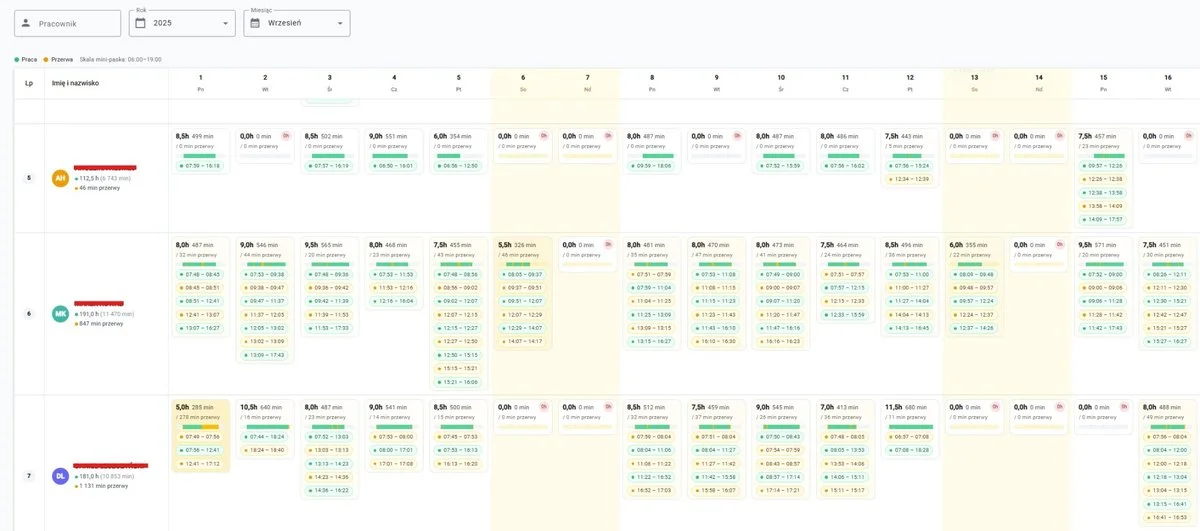 Pracownik
Rok
2025
Miesiąc
Wrzesień
Praca Przerwa Skala mini-paska: 06:00–19:00
Lp Imię i nazwisko 1 2 3 4 5 6 7 8 9 10 11 12 13 14 15 16
Pn Wt Śr Cz Pt So Nd Pn Wt Śr Cz Pt So Nd Pn Wt
5
AH
112,5 h (6 743 min)
46 min przerwy
8,5h 499 min
/ 0 min przerwy
07:59 – 16:18
0,0h 0 min 0h
/ 0 min przerwy
8,5h 502 min
/ 0 min przerwy
07:57 – 16:19
9,0h 551 min
/ 0 min przerwy
06:50 – 16:01
6,0h 354 min
/ 0 min przerwy
06:56 – 12:50
0,0h 0 min 0h
/ 0 min przerwy
0,0h 0 min 0h
/ 0 min przerwy
8,0h 487 min
/ 0 min przerwy
09:59 – 18:06
0,0h 0 min 0h
/ 0 min przerwy
8,0h 487 min
/ 0 min przerwy
07:52 – 15:59
8,0h 486 min
/ 0 min przerwy
07:56 – 16:02
7,5h 443 min
/ 5 min przerwy
07:56 – 15:24
12:34 – 12:39
0,0h 0 min 0h
/ 0 min przerwy
0,0h 0 min 0h
/ 0 min przerwy
7,5h 457 min
/ 23 min przerwy
09:57 – 12:26
12:26 – 12:38
12:38 – 13:58
13:58 – 14:09
14:09 – 17:57
0,0h 0 min 0h
/ 0 min przerwy
6
MK
191,0 h (11 470 min)
647 min przerwy
8,0h 487 min
/ 32 min przerwy
07:48 – 08:45
08:45 – 08:51
08:51 – 12:41
12:41 – 13:07
13:07 – 16:27
9,0h 546 min
/ 44 min przerwy
07:53 – 09:38
09:38 – 09:47
09:47 – 11:37
11:37 – 12:05
12:05 – 13:02
13:02 – 13:09
13:09 – 17:43
9,5h 565 min
/ 20 min przerwy
07:48 – 09:36
09:36 – 09:42
09:42 – 11:39
11:39 – 11:53
11:53 – 17:33
8,0h 468 min
/ 23 min przerwy
07:53 – 11:53
11:53 – 12:16
12:16 – 16:04
7,5h 455 min
/ 43 min przerwy
07:48 – 08:56
08:56 – 09:02
09:02 – 12:07
12:07 – 12:15
12:15 – 12:27
12:27 – 12:50
12:50 – 15:15
15:15 – 15:21
15:21 – 16:06
5,5h 326 min
/ 46 min przerwy
08:05 – 09:37
09:37 – 09:51
09:51 – 12:07
12:07 – 12:29
12:29 – 14:07
14:07 – 14:17
0,0h 0 min 0h
/ 0 min przerwy
8,0h 481 min
/ 35 min przerwy
07:51 – 07:59
07:59 – 11:04
11:04 – 11:25
11:25 – 13:09
13:09 – 13:15
13:15 – 16:27
8,0h 470 min
/ 47 min przerwy
07:53 – 11:08
11:08 – 11:15
11:15 – 11:23
11:23 – 11:43
11:43 – 16:10
16:10 – 16:30
8,0h 473 min
/ 41 min przerwy
07:49 – 09:00
09:00 – 09:07
09:07 – 11:20
11:20 – 11:47
11:47 – 16:16
16:16 – 16:23
7,5h 464 min
/ 24 min przerwy
07:51 – 07:57
07:57 – 12:15
12:15 – 12:33
12:33 – 15:59
8,5h 496 min
/ 36 min przerwy
07:53 – 11:00
11:00 – 11:27
11:27 – 14:04
14:04 – 14:13
14:13 – 16:45
6,0h 355 min
/ 22 min przerwy
08:09 – 09:48
09:48 – 09:57
09:57 – 12:24
12:24 – 12:37
12:37 – 14:26
0,0h 0 min 0h
/ 0 min przerwy
9,5h 571 min
/ 20 min przerwy
07:52 – 09:00
09:00 – 09:06
09:06 – 11:28
11:28 – 11:42
11:42 – 17:43
7,5h 451 min
/ 30 min przerwy
08:26 – 12:11
12:11 – 12:30
12:30 – 15:21
12:42 – 12:47
15:21 – 15:27
15:27 – 16:27
7
DL
181,0 h (10 853 min)
1 131 min przerwy
5,0h 285 min
/ 278 min przerwy
07:49 – 07:56
07:56 – 12:41
12:41 – 17:12
10,5h 640 min
/ 16 min przerwy
07:44 – 18:24
18:24 – 18:40
8,0h 487 min
/ 23 min przerwy
07:52 – 13:03
13:03 – 13:13
13:13 – 14:23
14:23 – 14:36
14:36 – 16:22
9,0h 541 min
/ 14 min przerwy
07:53 – 08:00
08:00 – 17:01
17:01 – 17:08
8,5h 500 min
/ 15 min przerwy
07:45 – 07:53
07:53 – 16:13
16:13 – 16:20
0,0h 0 min 0h
/ 0 min przerwy
0,0h 0 min 0h
/ 0 min przerwy
8,5h 512 min
/ 32 min przerwy
07:59 – 08:04
08:04 – 11:06
11:06 – 11:22
11:22 – 16:52
16:52 – 17:03
7,5h 459 min
/ 37 min przerwy
07:51 – 08:04
08:04 – 11:27
11:27 – 11:42
11:42 – 15:58
15:58 – 16:07
9,0h 545 min
/ 26 min przerwy
07:50 – 08:43
07:54 – 07:59
08:43 – 08:57
08:57 – 17:14
17:14 – 17:21
7,0h 413 min
/ 36 min przerwy
07:48 – 08:05
08:05 – 13:53
13:53 – 14:06
14:06 – 15:11
15:11 – 15:17
11,5h 680 min
/ 11 min przerwy
06:37 – 07:08
07:08 – 18:28
0,0h 0 min 0h
/ 0 min przerwy
0,0h 0 min 0h
/ 0 min przerwy
0,0h 0 min 0h
/ 0 min przerwy
8,0h 488 min
/ 49 min przerwy
07:56 – 08:04
08:04 – 12:00
12:00 – 12:18
12:18 – 13:04
13:04 – 13:15
13:15 – 16:41
16:41 – 16:53